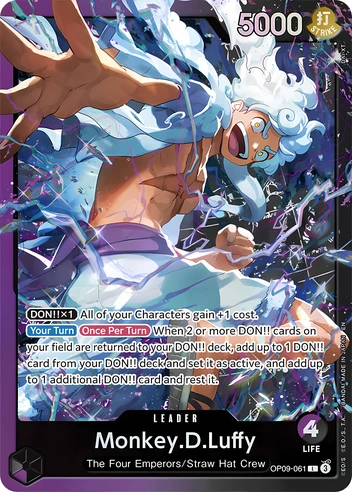 5000
打
STRIKE
DON!!×1 All of your Characters gain +1 cost.
Your Turn Once Per Turn When 2 or more DON!! cards on
your field are returned to your DON!! deck, add up to 1 DON!!
card from your DON!! deck and set it as active, and add up
to 1 additional DON!! card and rest it.
LEADER
Monkey.D.Luffy
4
LIFE
The Four Emperors/Straw Hat Crew
OP09-061 L 3